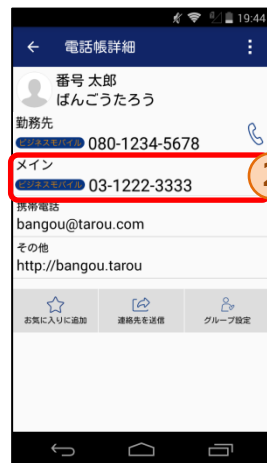 19:44
電話帳詳細
番号 太郎
ばんごうたろう
勤務先
ビジネスモバイル 080-1234-5678
メイン
ビジネスモバイル 03-1222-3333
携帯電話
bangou@tarou.com
その他
http://bangou.tarou
お気に入りに追加 連絡先を送信 グループ設定